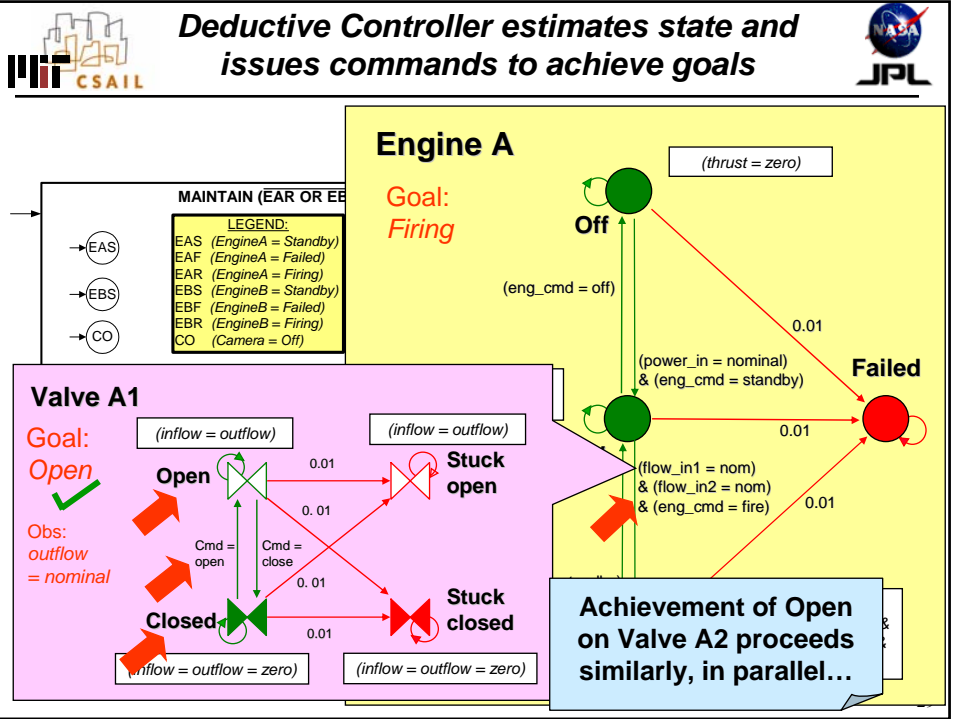 Deductive Controller estimates state and
issues commands to achieve goals
MIT CSAIL
NASA
JPL
MAINTAIN (EAR OR EB
LEGEND:
EAS (EngineA = Standby)
EAF (EngineA = Failed)
EAR (EngineA = Firing)
EBS (EngineB = Standby)
EBF (EngineB = Failed)
EBR (EngineB = Firing)
CO (Camera = Off)
EAS
EBS
CO
Engine A
Goal:
Firing
(thrust = zero)
Off
(eng_cmd = off)
0.01
(power_in = nominal)
& (eng_cmd = standby)
Failed
0.01
(flow_in1 = nom)
& (flow_in2 = nom)
& (eng_cmd = fire)
0.01
&
&
Valve A1
Goal:
Open
Obs:
outflow
= nominal
(inflow = outflow)
(inflow = outflow)
Open
0.01
Stuck
open
0. 01
Cmd =
open
Cmd =
close
0. 01
Closed
0.01
Stuck
closed
(inflow = outflow = zero)
(inflow = outflow = zero)
Achievement of Open
on Valve A2 proceeds
similarly, in parallel…